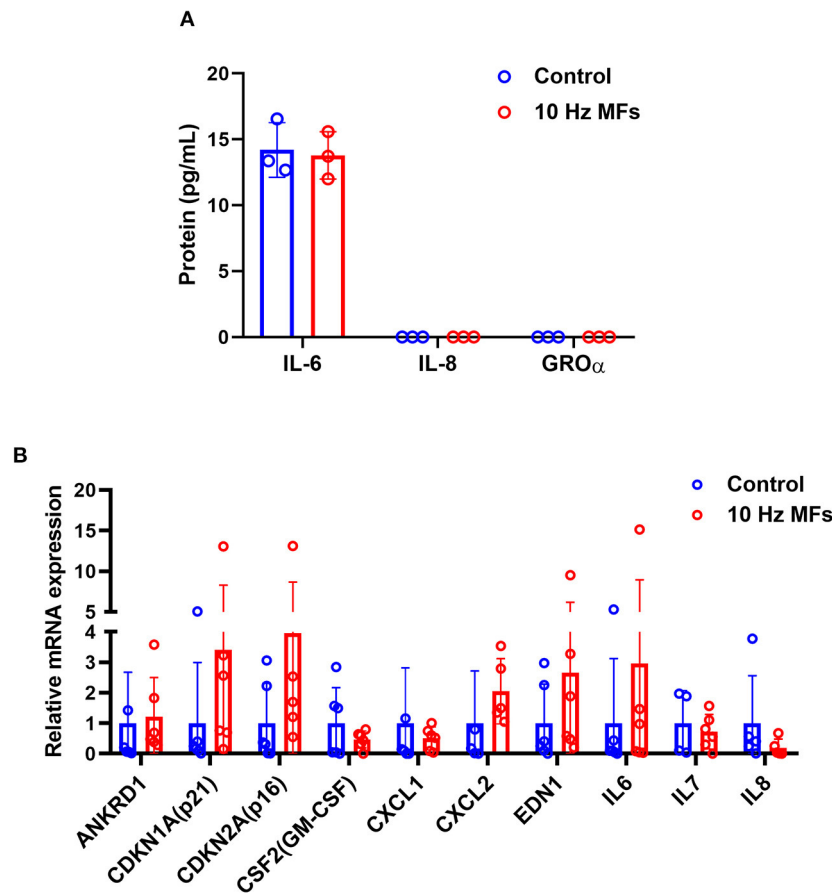 A
Control
10 Hz MFs
Protein (pg/mL)
20
15
10
5
0
IL-6 IL-8 GROα
B
Control
10 Hz MFs
Relative mRNA expression
20
15
10
5
4
3
2
1
0
ANKRD1 CDKN1A(p21) CDKN2A(p16) CSF2(GM-CSF) CXCL1 CXCL2 EDN1 IL6 IL7 IL8